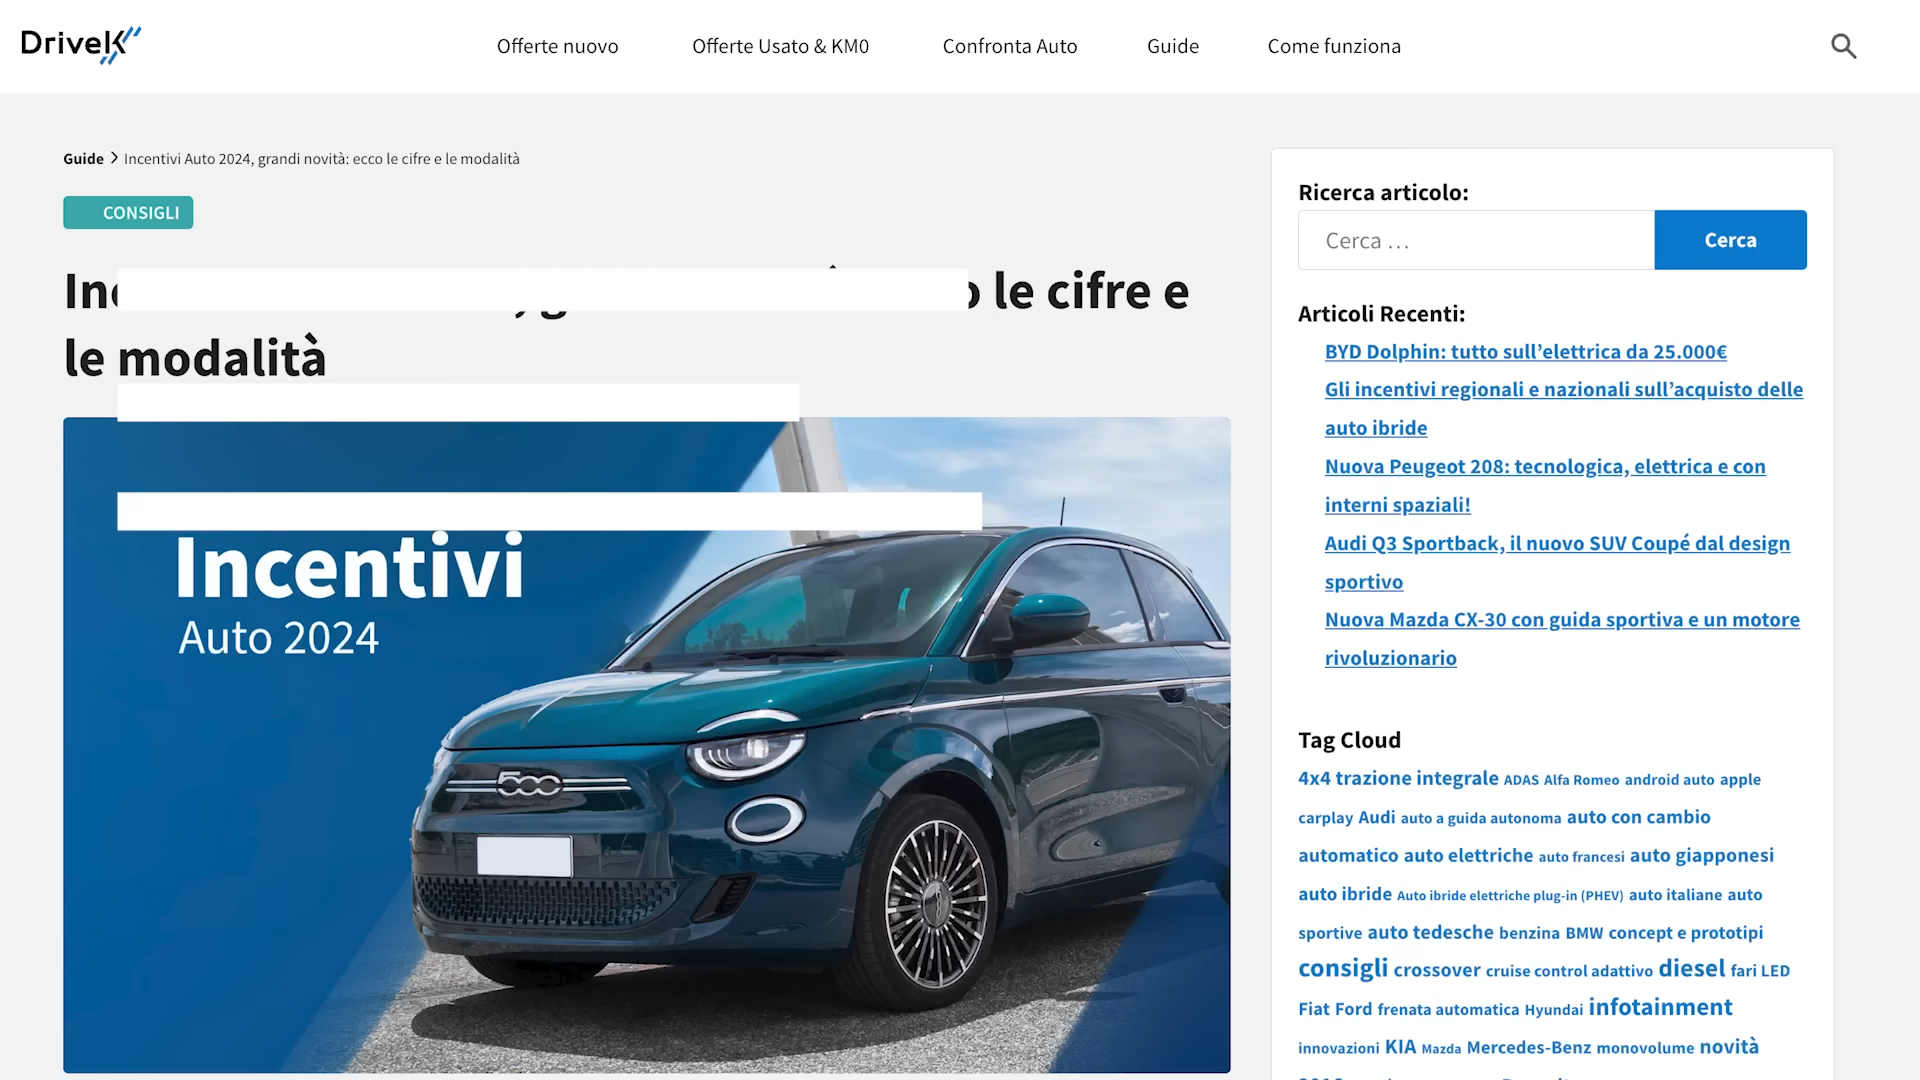 DriveK
Offerte nuovo
Offerte Usato & KM0
Confronta Auto
Guide
Come funziona
Guide > Incentivi Auto 2024, grandi novità: ecco le cifre e le modalità
CONSIGLI
le cifre e
le modalità
Incentivi
Auto 2024
500
Ricerca articolo:
Cerca …
Cerca
Articoli Recenti:
BYD Dolphin: tutto sull’elettrica da 25.000€
Gli incentivi regionali e nazionali sull’acquisto delle
auto ibride
Nuova Peugeot 208: tecnologica, elettrica e con
interni spaziali!
Audi Q3 Sportback, il nuovo SUV Coupé dal design
sportivo
Nuova Mazda CX-30 con guida sportiva e un motore
rivoluzionario
Tag Cloud
4x4 trazione integrale ADAS Alfa Romeo android auto apple
carplay Audi auto a guida autonoma auto con cambio
automatico auto elettriche auto francesi auto giapponesi
auto ibride Auto ibride elettriche plug-in (PHEV) auto italiane auto
sportive auto tedesche benzina BMW concept e prototipi
consigli crossover cruise control adattivo diesel fari LED
Fiat Ford frenata automatica Hyundai infotainment
innovazioni KIA Mazda Mercedes-Benz monovolume novità